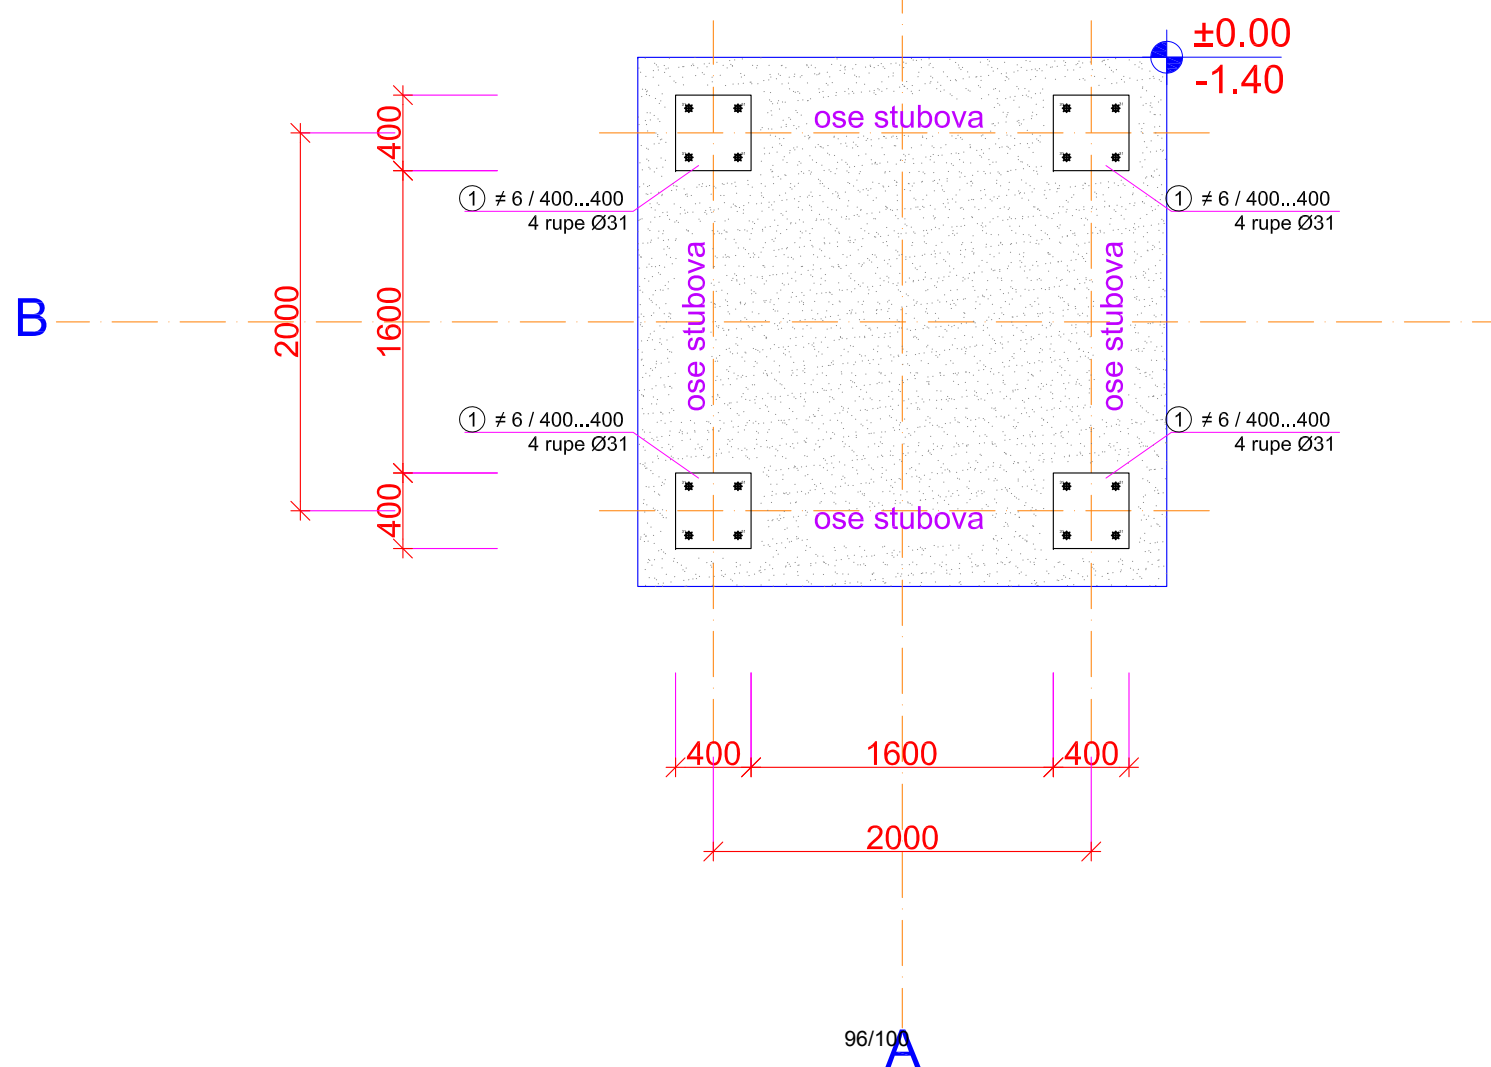 ±0.00
-1.40
ose stubova
400
① ≠ 6 / 400...400
4 rupe Ø31
① ≠ 6 / 400...400
4 rupe Ø31
ose stubova
ose stubova
B
2000
1600
① ≠ 6 / 400...400
4 rupe Ø31
① ≠ 6 / 400...400
4 rupe Ø31
400
ose stubova
400
1600
400
2000
96/100
A